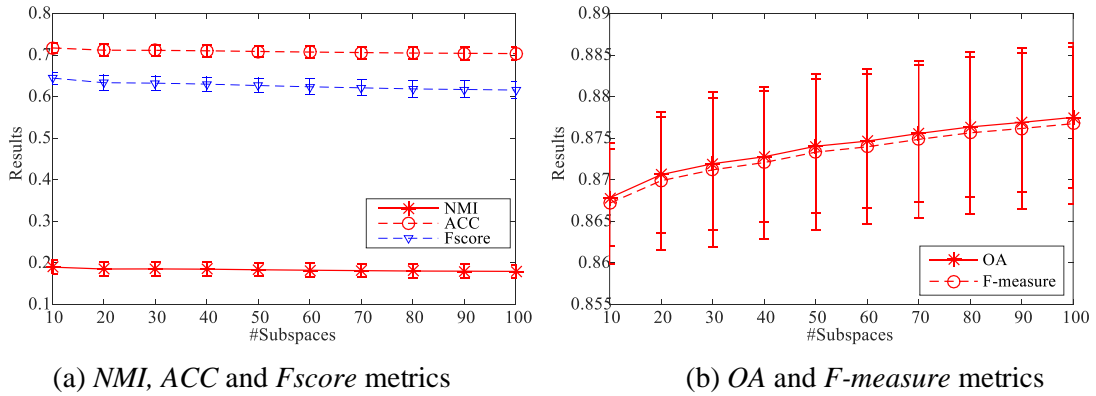 0.8
0.7
0.6
0.5
0.4
0.3
0.2
0.1
Results
10 20 30 40 50 60 70 80 90 100
#Subspaces
NMI
ACC
Fscore
(a) NMI, ACC and Fscore metrics
0.89
0.885
0.88
0.875
0.87
0.865
0.86
0.855
Results
10 20 30 40 50 60 70 80 90 100
#Subspaces
OA
F-measure
(b) OA and F-measure metrics